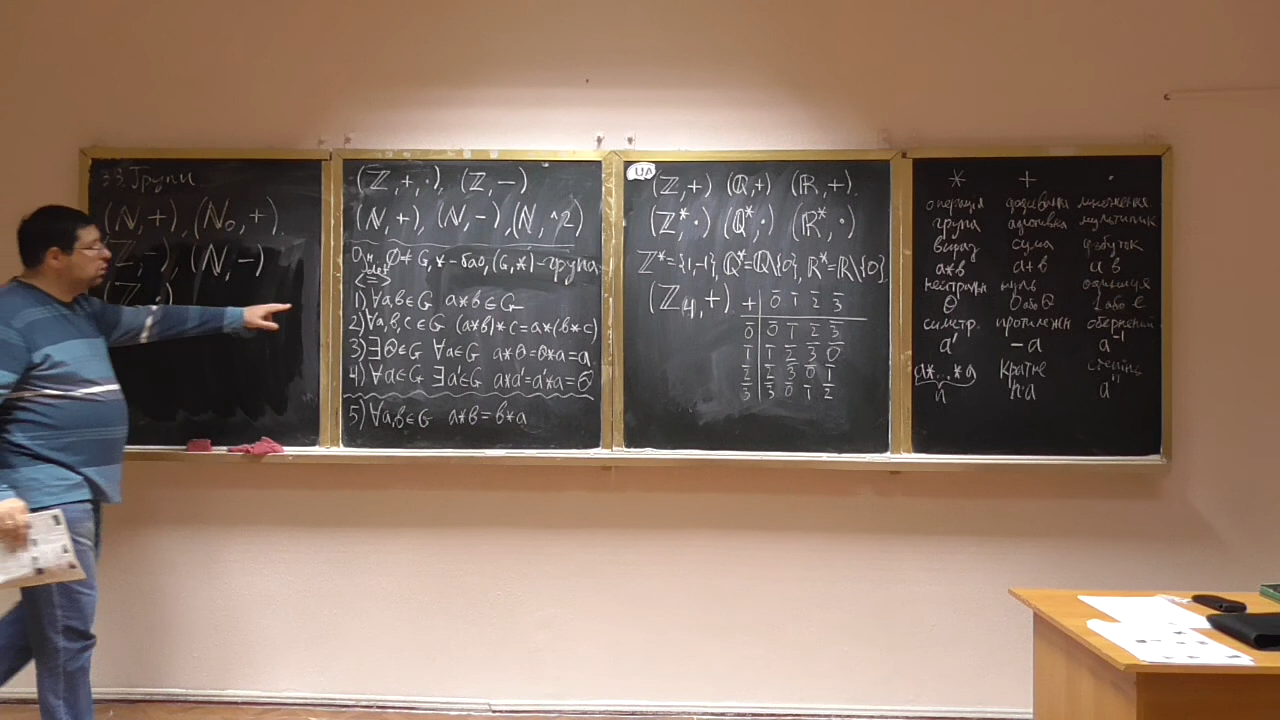 33. Групи
(ℕ, +), (ℕ₀, +).
ℤ, -), (ℕ, -)
(ℤ, ·)
(ℤ, +, ·), (ℤ, -)
(ℕ, +), (ℕ, -), (ℕ, ^2)
Ozн. ∅ ≠ G, * - бао, (G, *) - група
def
<=>
1) ∀a,b∈G a*b∈G
2) ∀a,b,c∈G (a*b)*c=a*(b*c)
3) ∃Θ∈G ∀a∈G a*Θ=Θ*a=a
4) ∀a∈G ∃a'∈G a*a'=a'*a=Θ
5) ∀a,b∈G a*b=b*a
UA
(ℤ, +) (ℚ, +) (ℝ, +).
(ℤ*, ·) (ℚ*, ·) (ℝ*, ·)
ℤ*={1,-1}, ℚ*=ℚ\{0}, ℝ*=ℝ\{0}.
(ℤ₄, +)
+ 0̄ 1̄ 2̄ 3̄
0̄ 0̄ 1̄ 2̄ 3̄
1̄ 1̄ 2̄ 3̄ 0̄
2̄ 2̄ 3̄ 0̄ 1̄
3̄ 3̄ 0̄ 1̄ 2̄
* + ·
операція додавання множення
група адитивна мультиплик
вираз сума добуток
a*b a+b a b
нейтральн нуль одиниця
Θ 0 або Θ 1 або e
симетр. протилежн обернений
a' -a a⁻¹
a*...*a кратне степінь
n na aⁿ